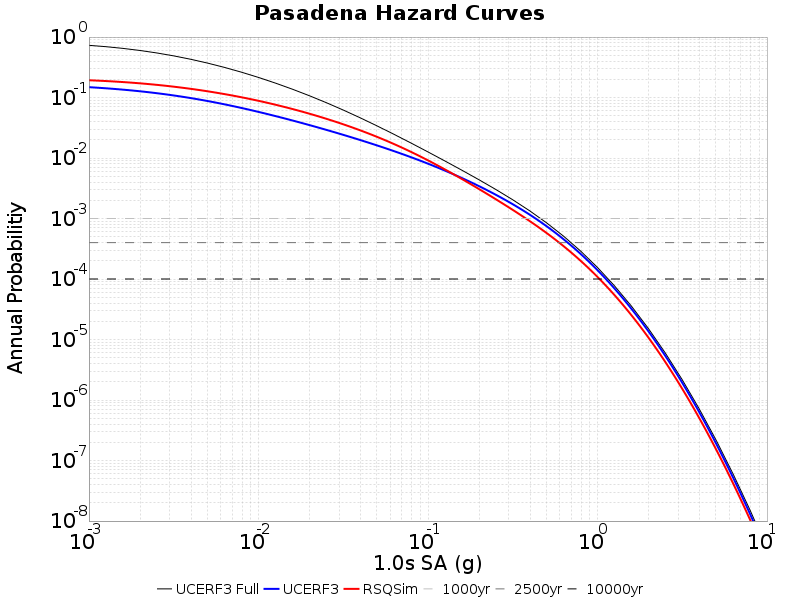 Pasadena Hazard Curves
Annual Probabilitiy
10^0
10^-1
10^-2
10^-3
10^-4
10^-5
10^-6
10^-7
10^-8
10^-3 10^-2 10^-1 10^0 10^1
1.0s SA (g)
UCERF3 Full UCERF3 RSQSim 1000yr 2500yr 10000yr